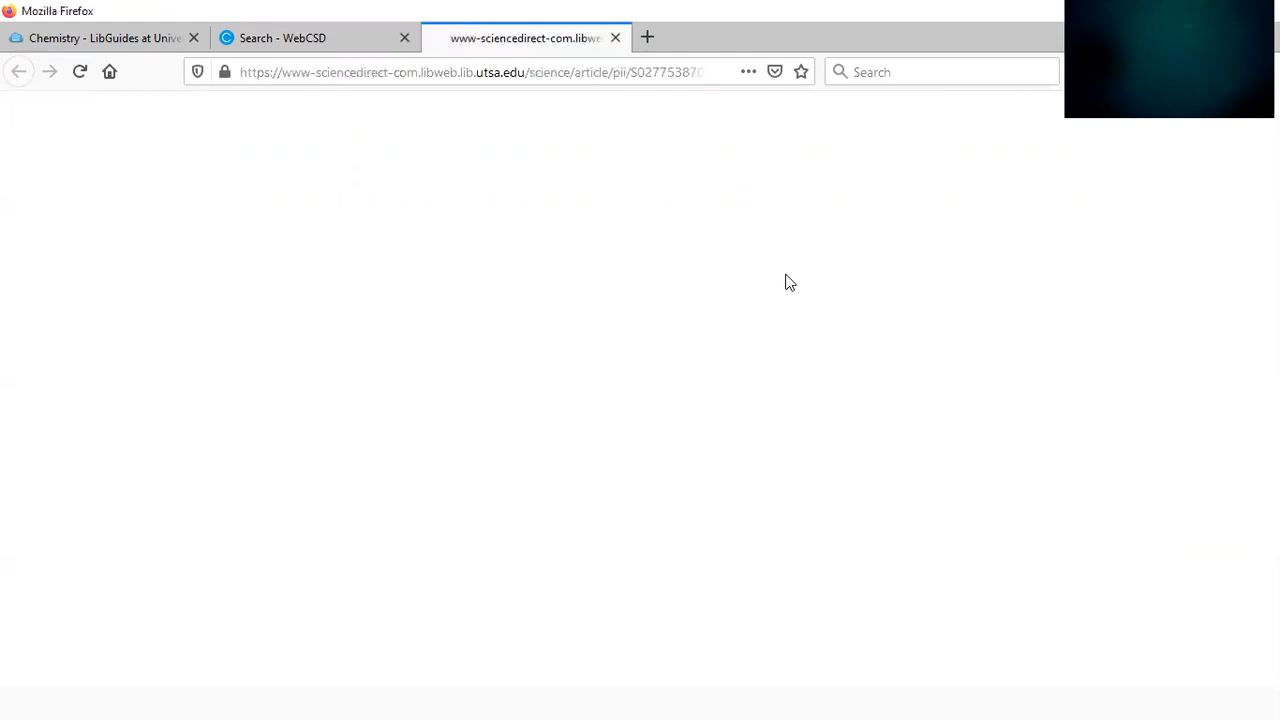 Mozilla Firefox
Chemistry - LibGuides at Unive
Search - WebCSD
www-sciencedirect-com.libwe
https://www-sciencedirect-com.libweb.lib.utsa.edu/science/article/pii/S02775387
Search